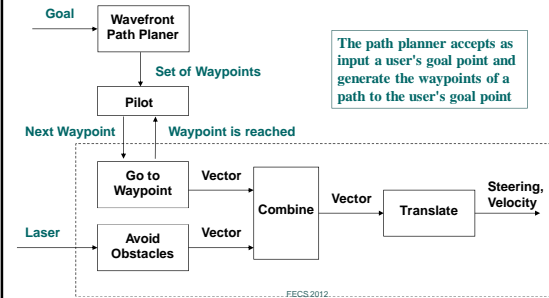 Goal
Wavefront
Path Planer
The path planner accepts as
input a user's goal point and
generate the waypoints of a
path to the user's goal point
Set of Waypoints
Pilot
Next Waypoint
Waypoint is reached
Go to
Waypoint
Vector
Combine
Vector
Translate
Steering,
Velocity
Laser
Avoid
Obstacles
Vector
FECS 2012